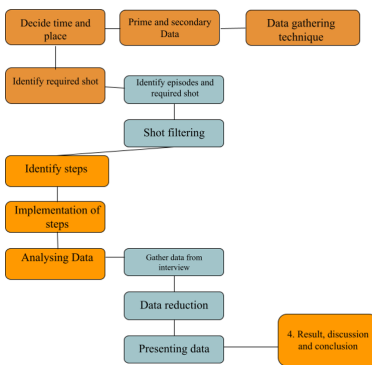 Decide time and
place
Prime and secondary
Data
Data gathering
technique
Identify required shot
Identify episodes and
required shot
Shot filtering
Identify steps
Implementation of
steps
Analysing Data
Gather data from
interview
Data reduction
Presenting data
4. Result, discussion
and conclusion